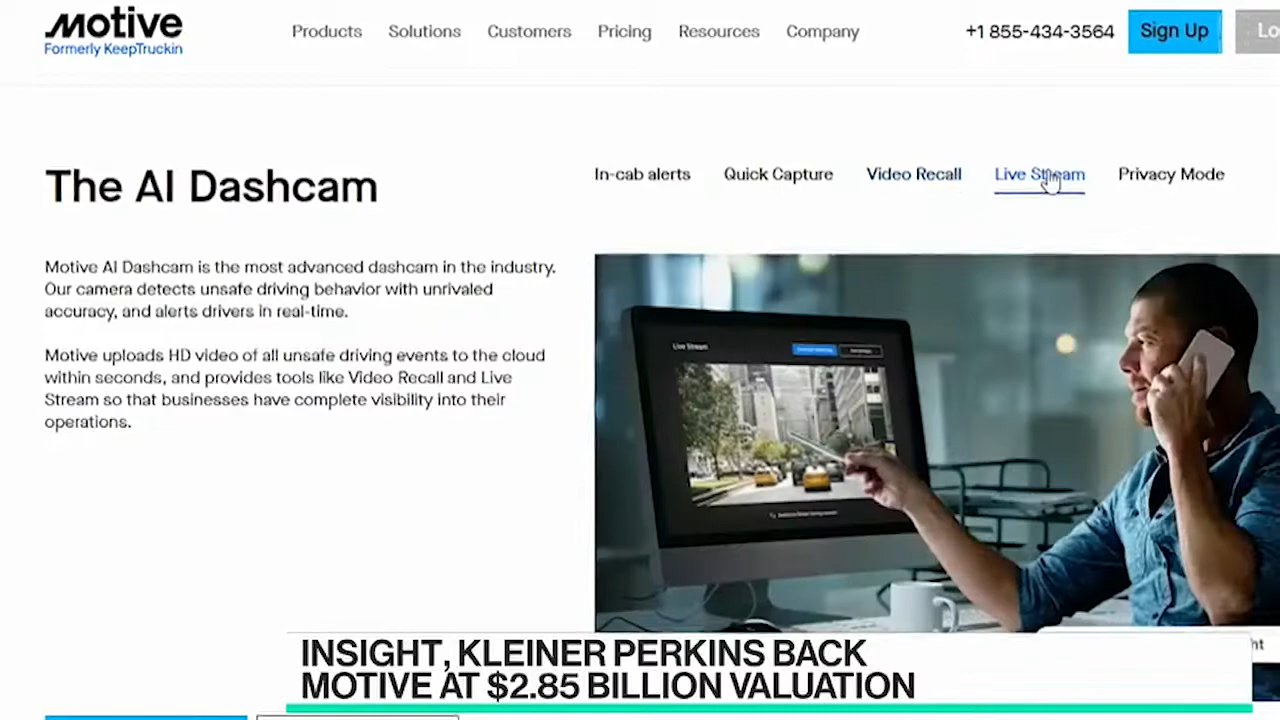 motive
Formerly KeepTruckin
Products Solutions Customers Pricing Resources Company
+1 855-434-3564
Sign Up
The AI Dashcam
In-cab alerts Quick Capture Video Recall Live Stream Privacy Mode
Motive AI Dashcam is the most advanced dashcam in the industry.
Our camera detects unsafe driving behavior with unrivaled
accuracy, and alerts drivers in real-time.
Motive uploads HD video of all unsafe driving events to the cloud
within seconds, and provides tools like Video Recall and Live
Stream so that businesses have complete visibility into their
operations.
Live Stream
INSIGHT, KLEINER PERKINS BACK
MOTIVE AT $2.85 BILLION VALUATION